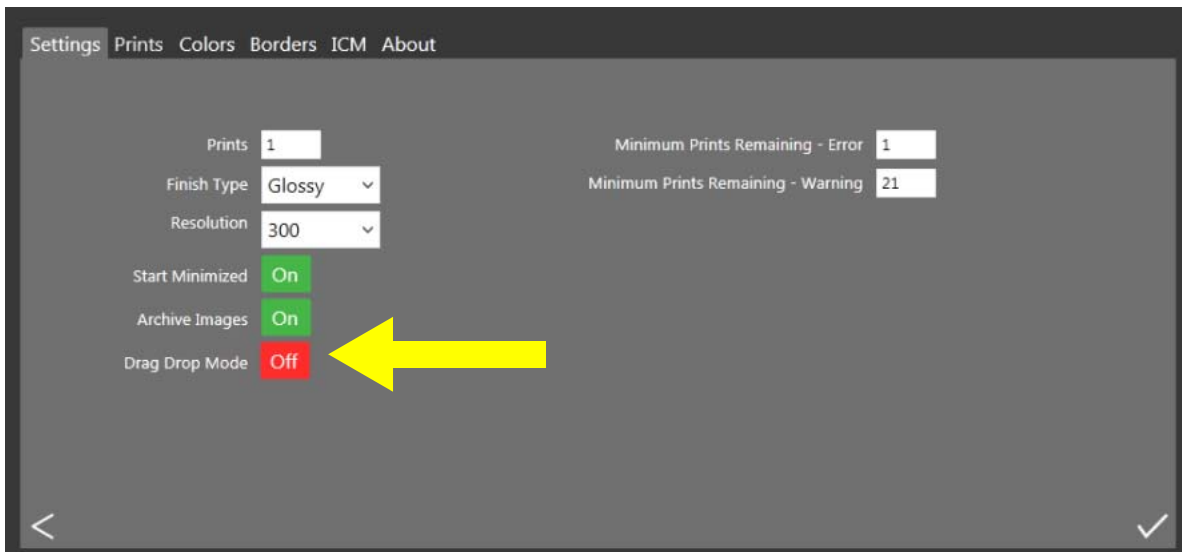 Settings Prints Colors Borders ICM About
Prints 1
Finish Type Glossy
Resolution 300
Start Minimized On
Archive Images On
Drag Drop Mode Off
Minimum Prints Remaining - Error 1
Minimum Prints Remaining - Warning 21